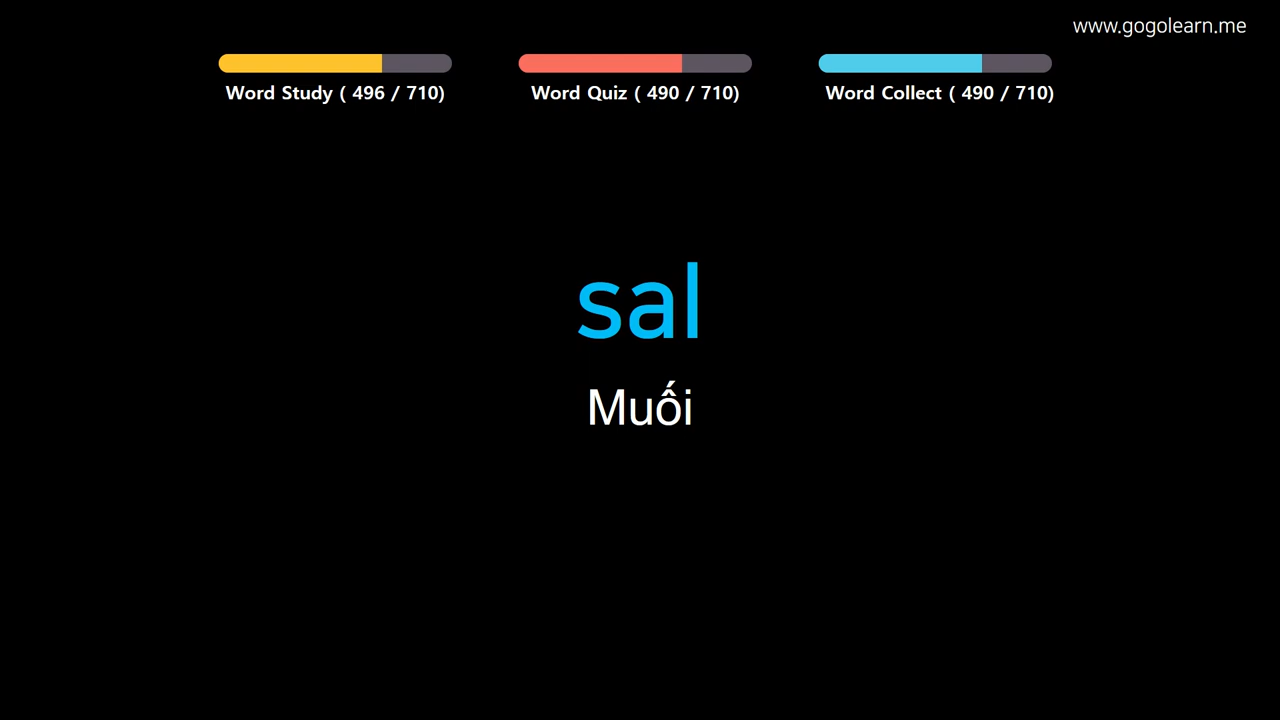 www.gogolearn.me
Word Study ( 496 / 710)
Word Quiz ( 490 / 710)
Word Collect ( 490 / 710)
sal
Muối